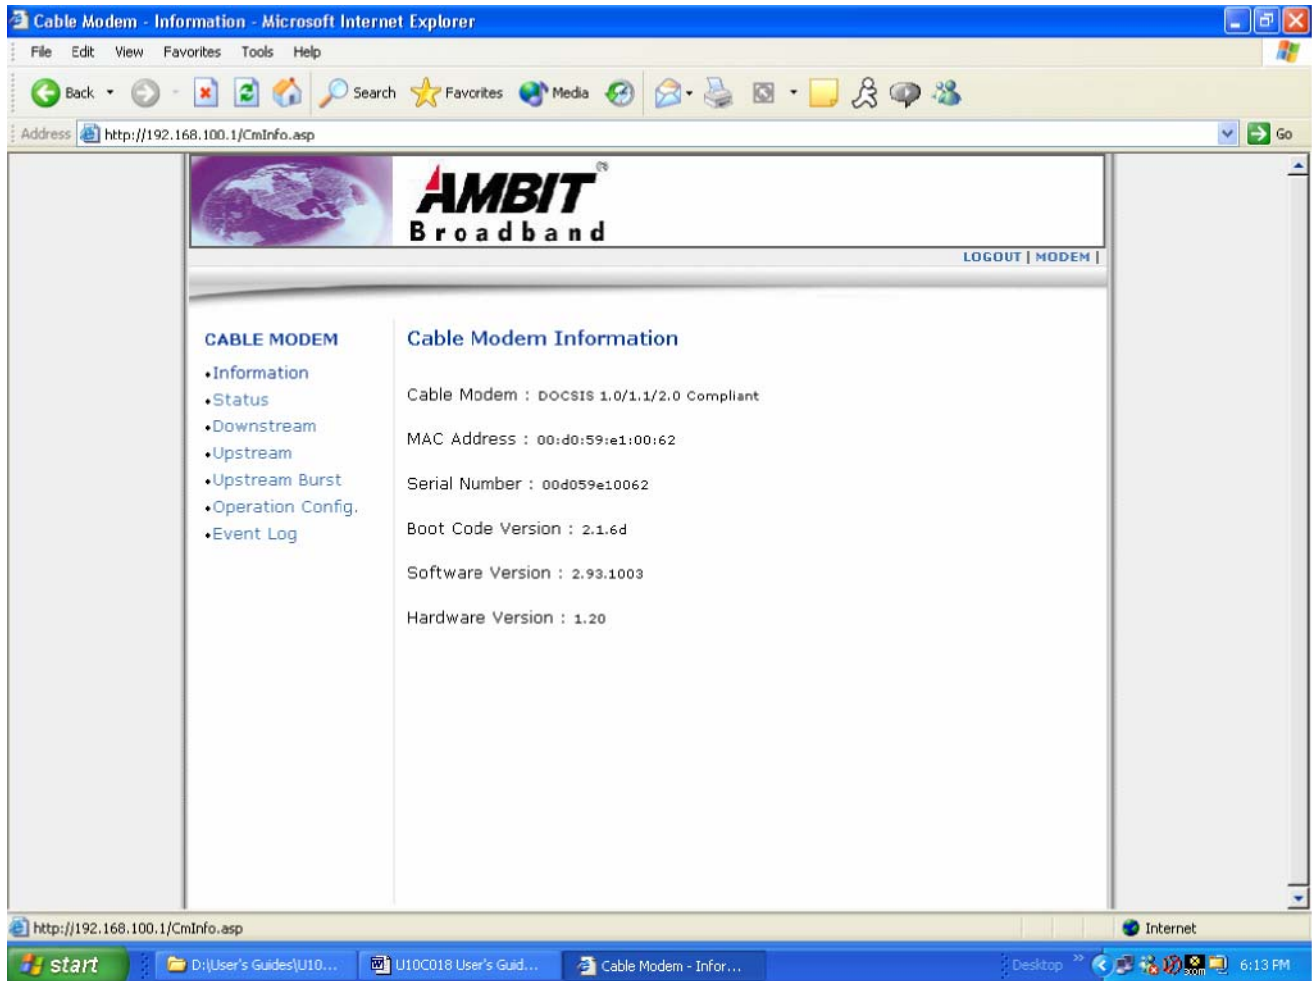 Cable Modem - Information - Microsoft Internet Explorer
File Edit View Favorites Tools Help
Back Search Favorites Media
Address http://192.168.100.1/CmInfo.asp Go
AMBIT®
Broadband
LOGOUT | MODEM |
CABLE MODEM
Information
Status
Downstream
Upstream
Upstream Burst
Operation Config.
Event Log
Cable Modem Information
Cable Modem : DOCSIS 1.0/1.1/2.0 Compliant
MAC Address : 00:d0:59:e1:00:62
Serial Number : 00d059e10062
Boot Code Version : 2.1.6d
Software Version : 2.93.1003
Hardware Version : 1.20
http://192.168.100.1/CmInfo.asp Internet
start D:\User's Guides\U10... U10C018 User's Guid... Cable Modem - Infor... Desktop » 6:13 PM